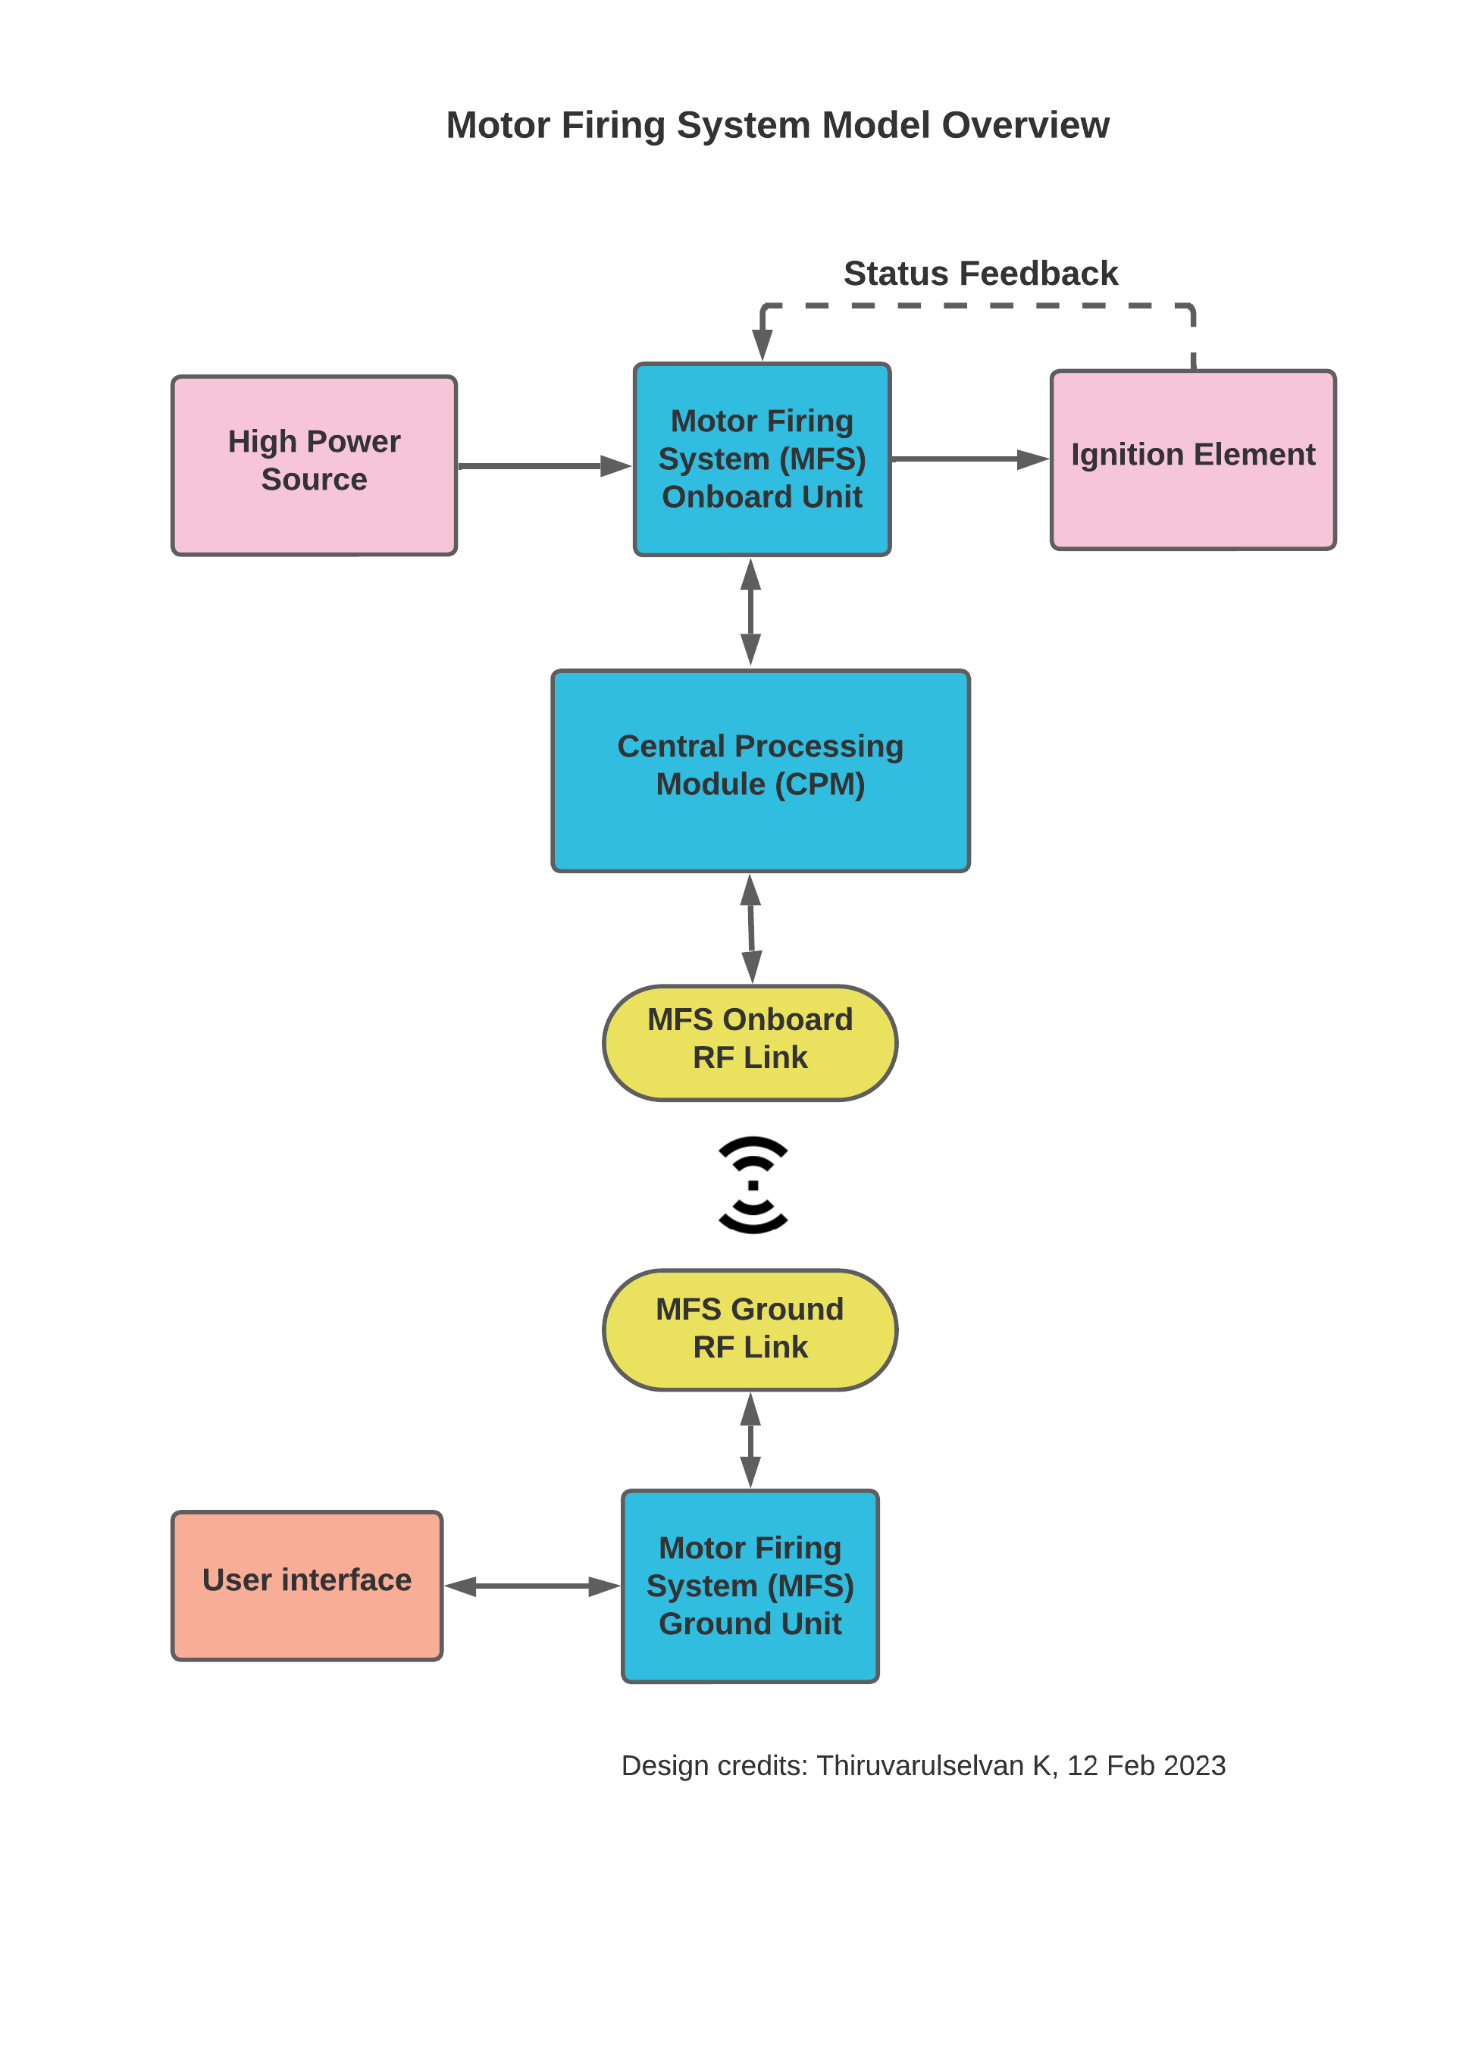 Motor Firing System Model Overview
Status Feedback
High Power
Source
Motor Firing
System (MFS)
Onboard Unit
Ignition Element
Central Processing
Module (CPM)
MFS Onboard
RF Link
MFS Ground
RF Link
User interface
Motor Firing
System (MFS)
Ground Unit
Design credits: Thiruvarulselvan K, 12 Feb 2023